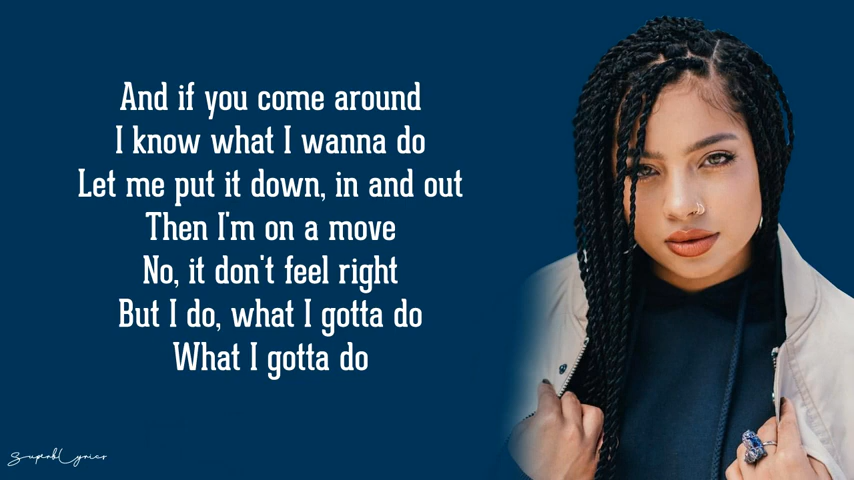 And if you come around
I know what I wanna do
Let me put it down, in and out
Then I'm on a move
No, it don't feel right
But I do, what I gotta do
What I gotta do
SuperbLyrics